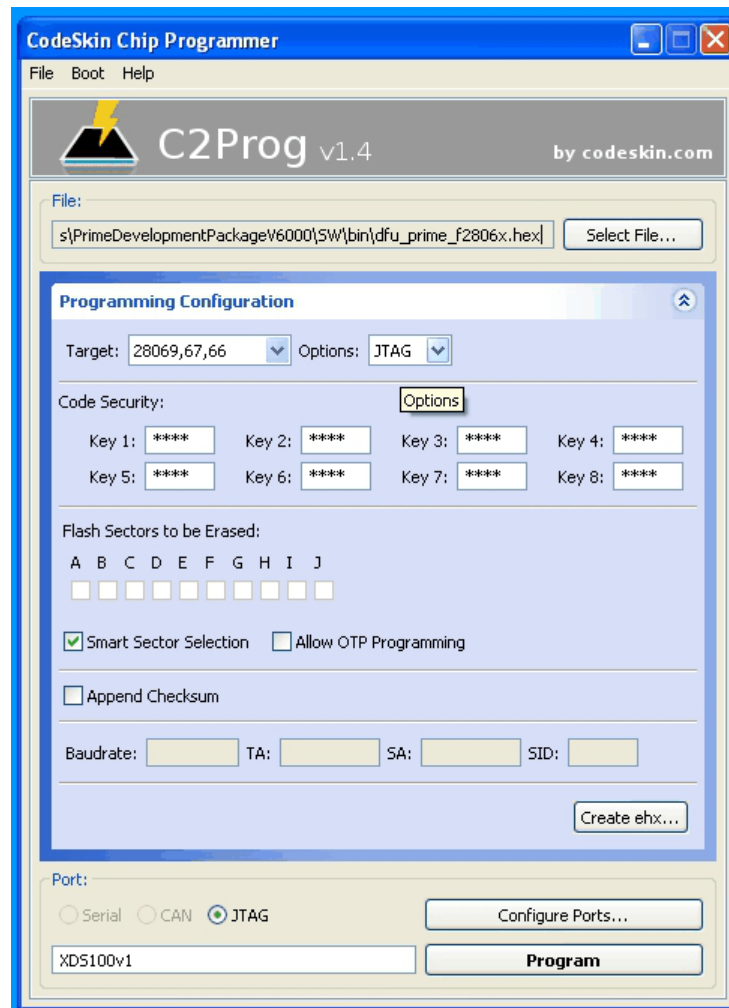 CodeSkin Chip Programmer
File Boot Help
C2Prog v1.4 by codeskin.com
File:
s\PrimeDevelopmentPackageV6000\SW\bin\dfu_prime_f2806x.hex Select File...
Programming Configuration
Target: 28069,67,66 Options: JTAG
Options
Code Security:
Key 1: **** Key 2: **** Key 3: **** Key 4: ****
Key 5: **** Key 6: **** Key 7: **** Key 8: ****
Flash Sectors to be Erased:
A B C D E F G H I J
Smart Sector Selection Allow OTP Programming
Append Checksum
Baudrate: TA: SA: SID:
Create ehx...
Port:
Serial CAN JTAG Configure Ports...
XDS100v1 Program